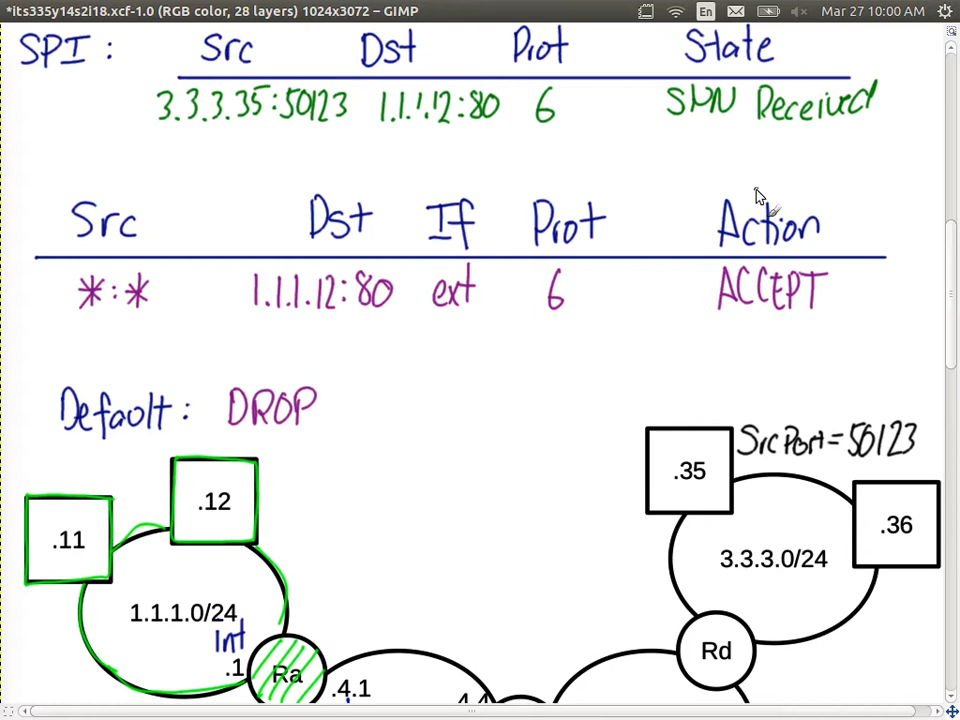 *its335y14s2i18.xcf-1.0 (RGB color, 28 layers) 1024x3072 – GIMP En Mar 27 10:00 AM
SPI : Src Dst Prot State
3.3.3.35:50123 1.1.1.12:80 6 SYN Received
Src Dst If Prot Action
*:* 1.1.1.12:80 ext 6 ACCEPT
Default: DROP
Src Port = 50123
.35
.12
.36
.11
3.3.3.0/24
1.1.1.0/24
Int
Rd
.1
Ra
.4.1